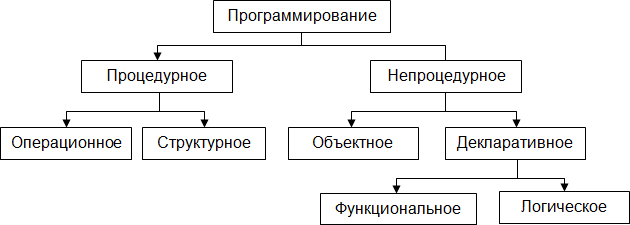 Программирование
Процедурное
Непроцедурное
Операционное
Структурное
Объектное
Декларативное
Функциональное
Логическое